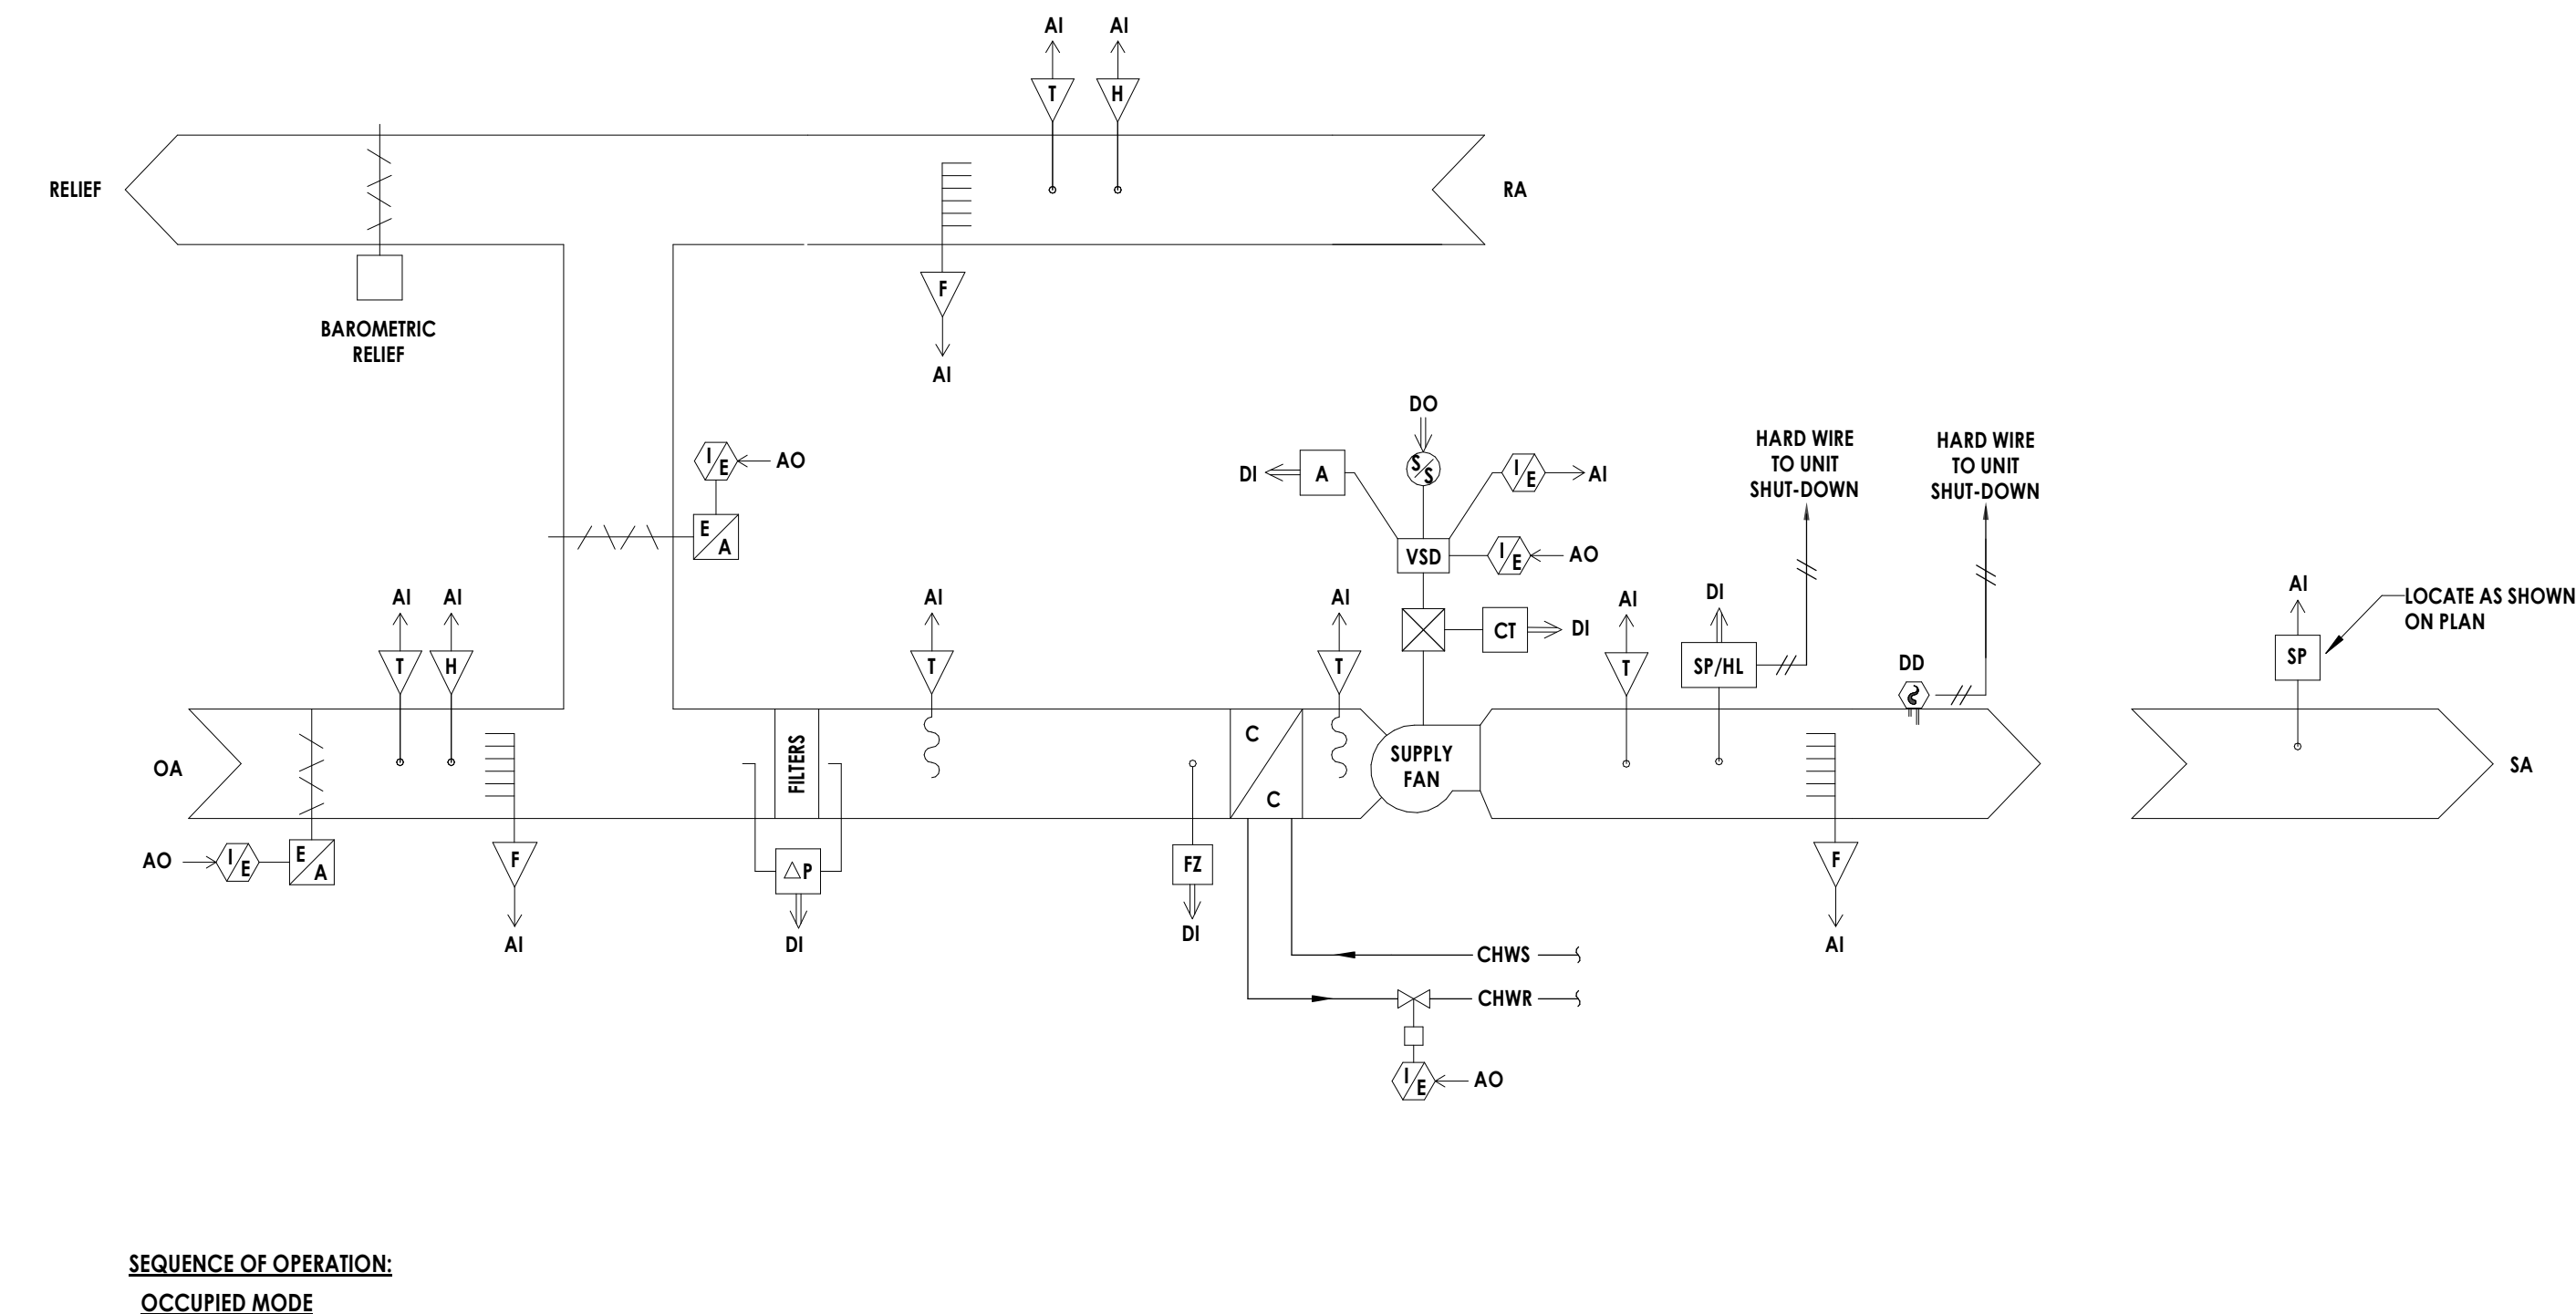 AI AI
T H
RELIEF
RA
BAROMETRIC
RELIEF
F
AI
I/E AO
E/A
DO
S/S
DI A
I/E AI
VSD
I/E AO
CT DI
HARD WIRE
TO UNIT
SHUT-DOWN
HARD WIRE
TO UNIT
SHUT-DOWN
AI AI
T H
AI
T
AI
T
AI
T
DI
SP/HL
DD
AI
SP
LOCATE AS SHOWN
ON PLAN
OA
FILTERS
C
C
SUPPLY
FAN
SA
AO I/E E/A
F
AI
△P
DI
FZ
DI
F
AI
CHWS
CHWR
I/E AO
SEQUENCE OF OPERATION:
OCCUPIED MODE